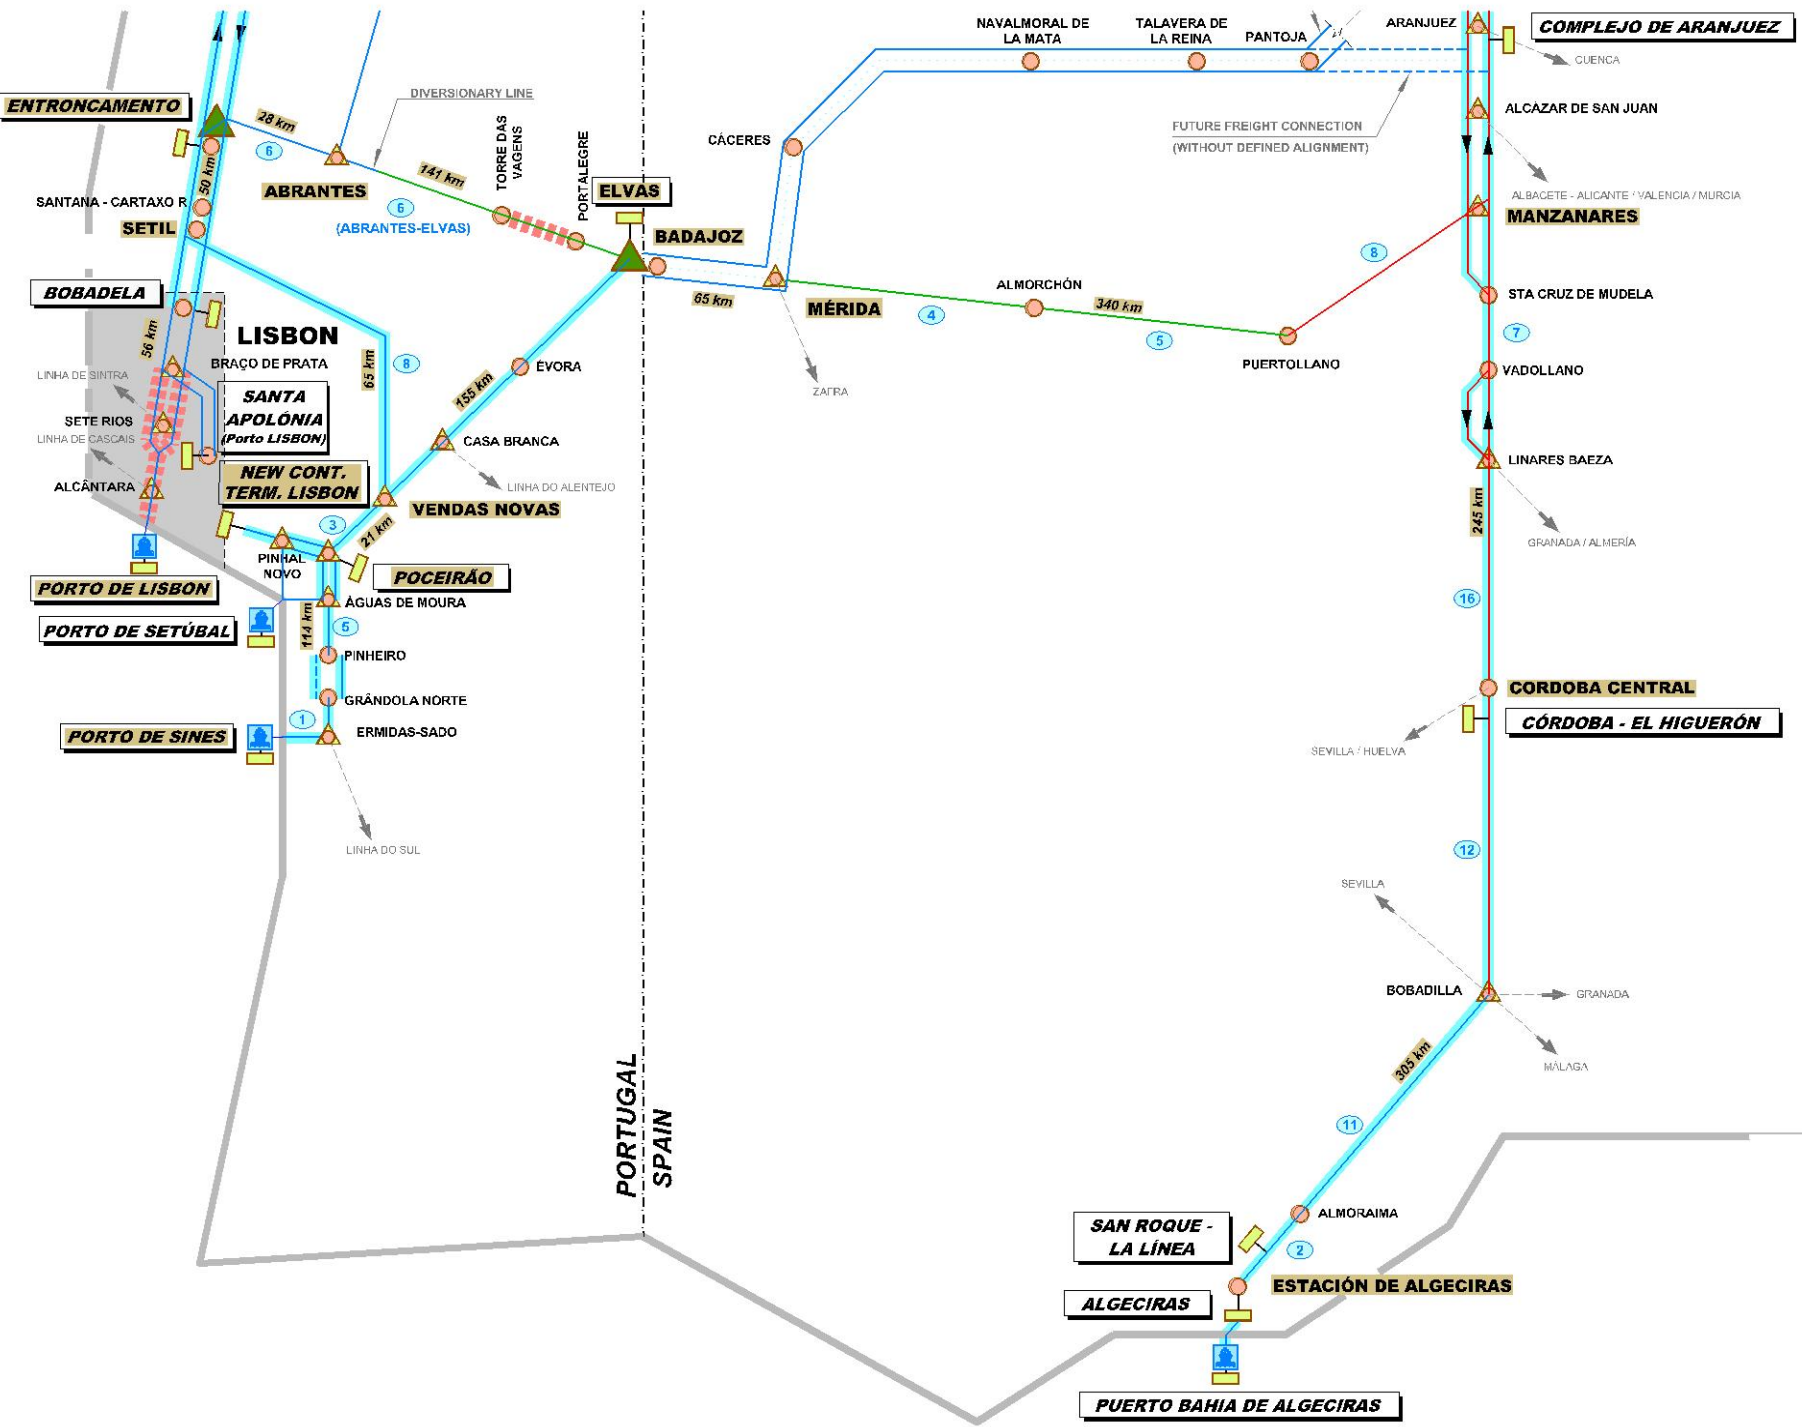 NAVALMORAL DE
LA MATA
TALAVERA DE
LA REINA
PANTOJA
ARANJUEZ
COMPLEJO DE ARANJUEZ
CUENCA
ENTRONCAMENTO
28 km
6
DIVERSIONARY LINE
TORRE DAS
VAGENS
PORTALEGRE
CÁCERES
FUTURE FREIGHT CONNECTION
(WITHOUT DEFINED ALIGNMENT)
ALCÁZAR DE SAN JUAN
ALBACETE - ALICANTE / VALENCIA / MURCIA
MANZANARES
50 km
ABRANTES
141 km
6
(ABRANTES-ELVAS)
ELVAS
BADAJOZ
SANTANA - CARTAXO R
SETIL
8
ALMORCHÓN
340 km
65 km
MÉRIDA
4
5
STA CRUZ DE MUDELA
7
BOBADELA
LISBON
56 km
BRAÇO DE PRATA
65 km
8
ÉVORA
PUERTOLLANO
VADOLLANO
ZAFRA
LINHA DE SINTRA
SANTA
APOLÓNIA
(Porto LISBON)
155 km
SETE RIOS
LINHA DE CASCAIS
CASA BRANCA
LINARES BAEZA
NEW CONT.
TERM. LISBON
ALCÂNTARA
LINHA DO ALENTEJO
VENDAS NOVAS
245 km
3
21 km
GRANADA / ALMERÍA
PINHAL
NOVO
POCEIRÃO
PORTO DE LISBON
ÁGUAS DE MOURA
16
PORTO DE SETÚBAL
114 km
5
PINHEIRO
GRÂNDOLA NORTE
CORDOBA CENTRAL
1
CÓRDOBA - EL HIGUERÓN
PORTO DE SINES
ERMIDAS-SADO
SEVILLA / HUELVA
LINHA DO SUL
12
SEVILLA
BOBADILLA
GRANADA
305 km
MÁLAGA
PORTUGAL
SPAIN
11
SAN ROQUE -
LA LÍNEA
ALMORAIMA
2
ESTACIÓN DE ALGECIRAS
ALGECIRAS
PUERTO BAHIA DE ALGECIRAS